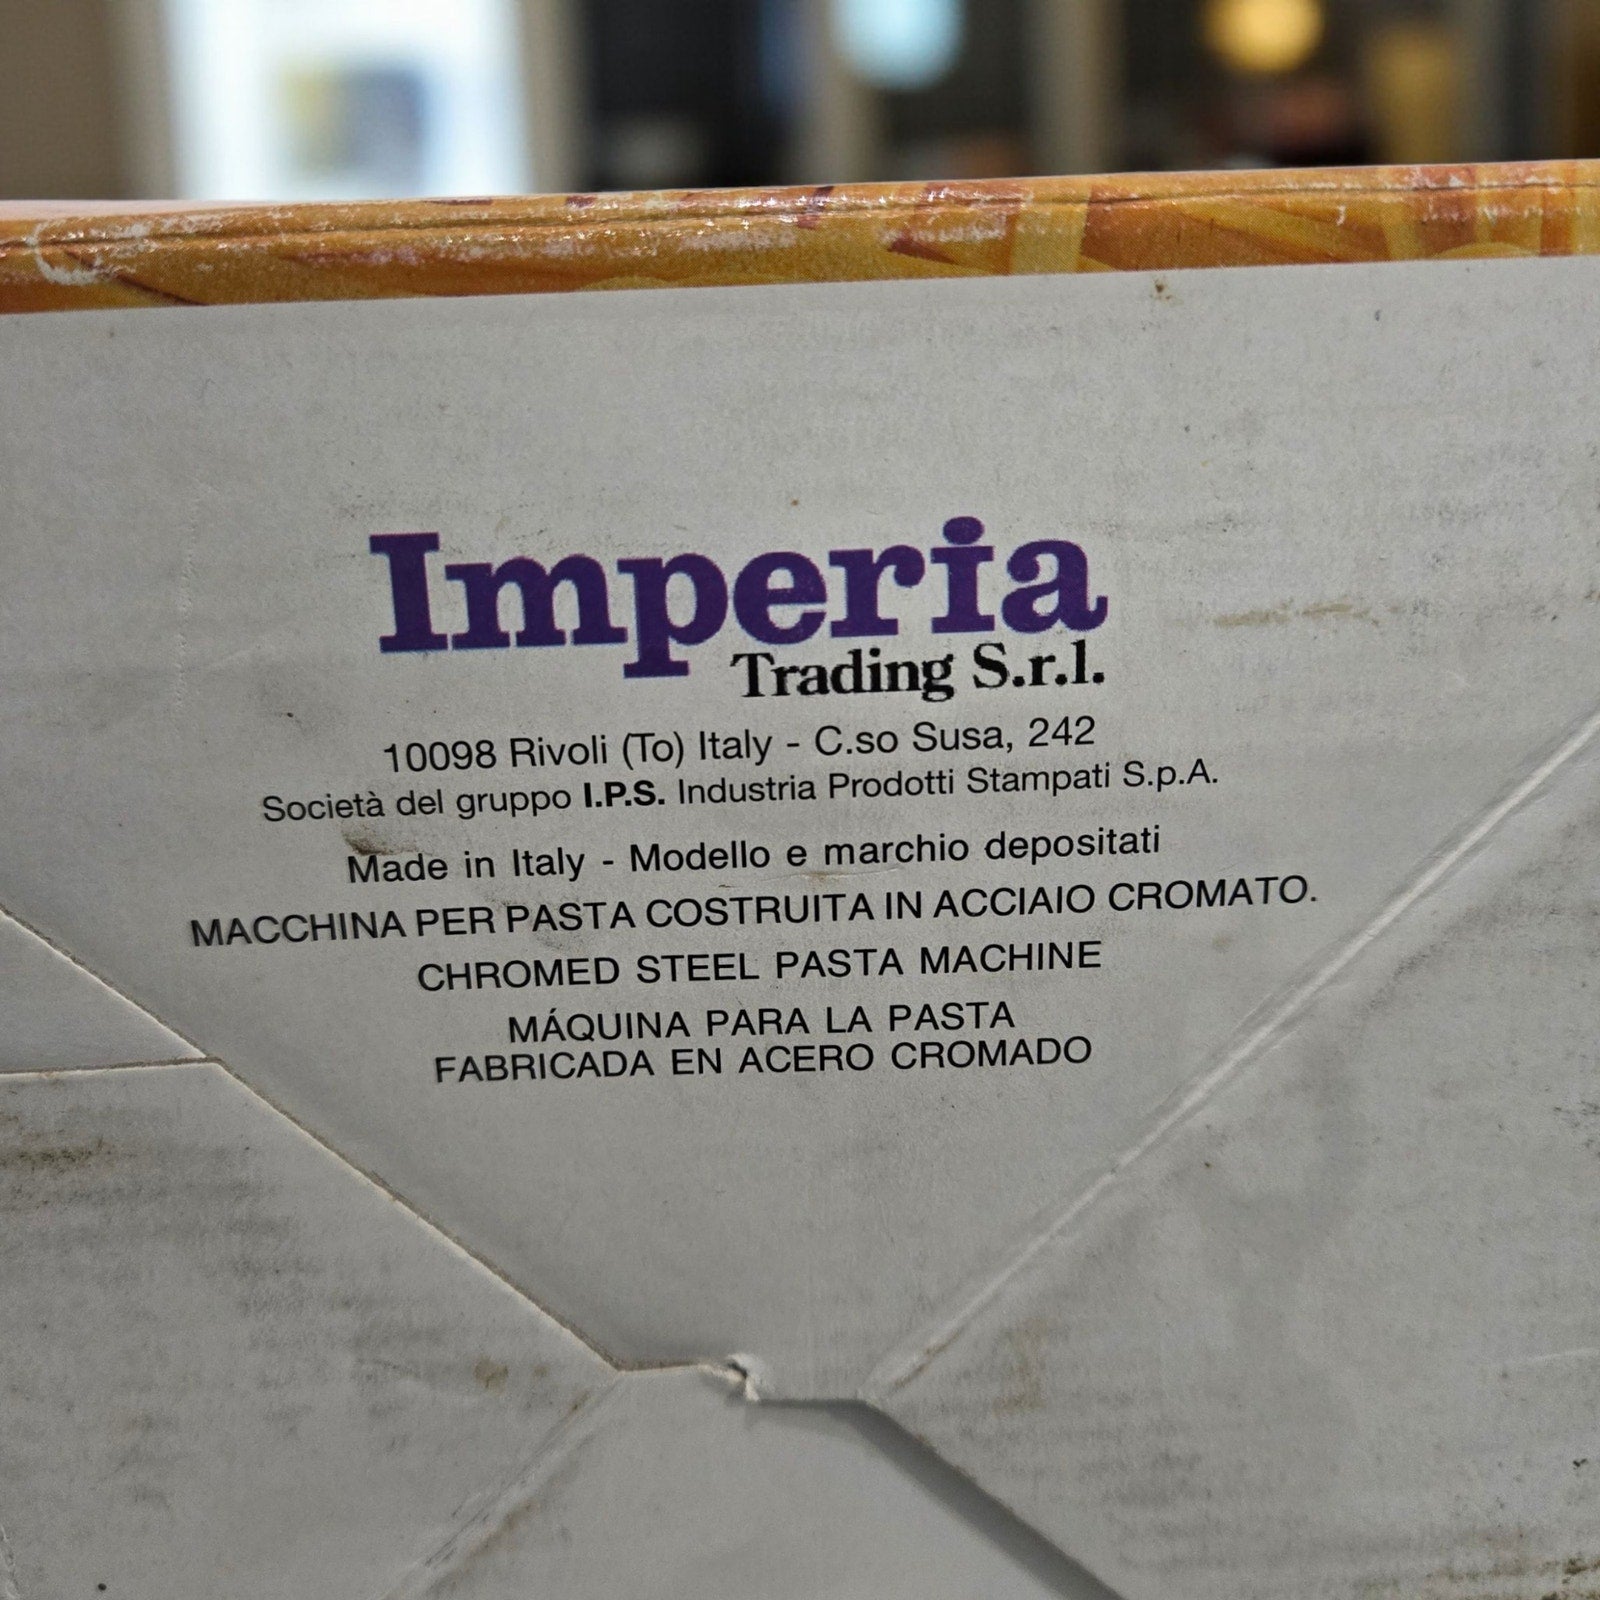 Imperia
Trading S.r.l.
10098 Rivoli (To) Italy - C.so Susa, 242
Società del gruppo I.P.S. Industria Prodotti Stampati S.p.A.
Made in Italy - Modello e marchio depositati
MACCHINA PER PASTA COSTRUITA IN ACCIAIO CROMATO.
CHROMED STEEL PASTA MACHINE
MÁQUINA PARA LA PASTA
FABRICADA EN ACERO CROMADO